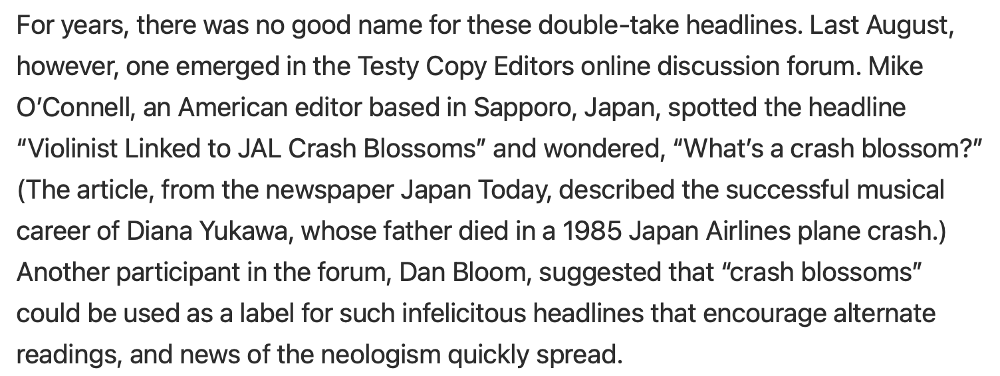 For years, there was no good name for these double-take headlines. Last August,
however, one emerged in the Testy Copy Editors online discussion forum. Mike
O’Connell, an American editor based in Sapporo, Japan, spotted the headline
“Violinist Linked to JAL Crash Blossoms” and wondered, “What’s a crash blossom?”
(The article, from the newspaper Japan Today, described the successful musical
career of Diana Yukawa, whose father died in a 1985 Japan Airlines plane crash.)
Another participant in the forum, Dan Bloom, suggested that “crash blossoms”
could be used as a label for such infelicitous headlines that encourage alternate
readings, and news of the neologism quickly spread.